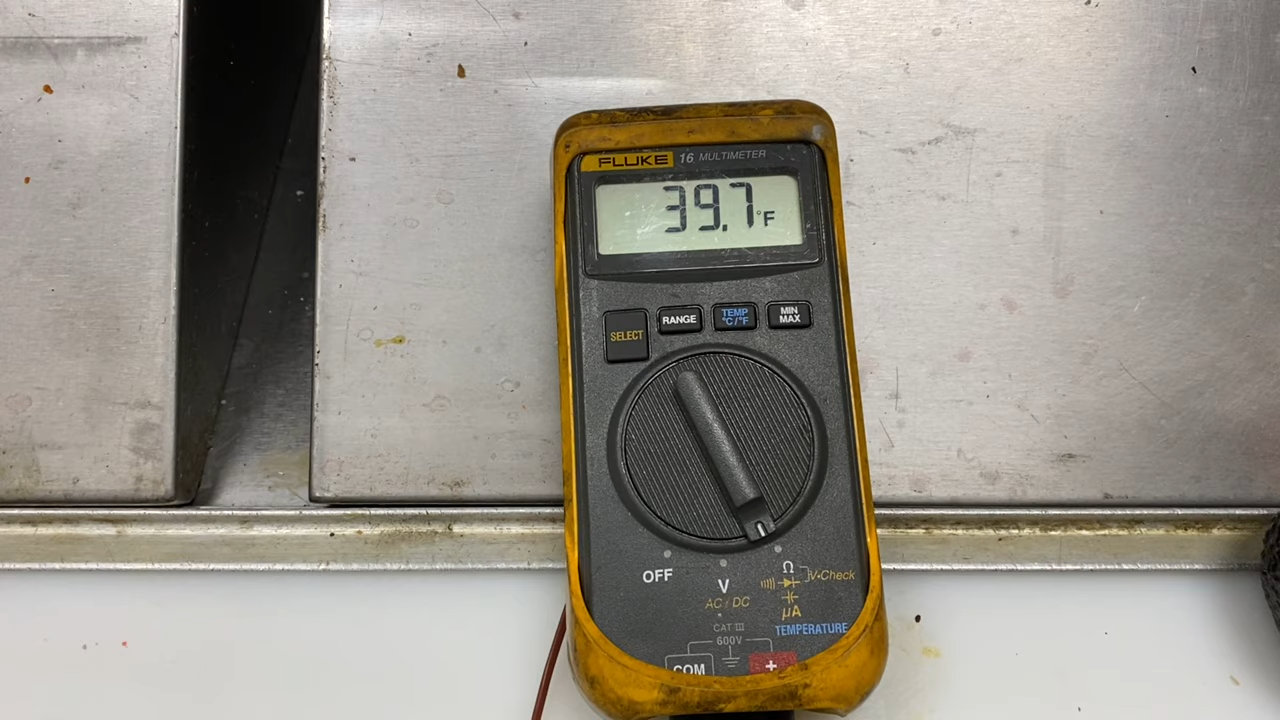 FLUKE 16 MULTIMETER
39.7 °F
SELECT
RANGE
TEMP
°C/°F
MIN
MAX
OFF
V
AC/DC
Ω
V-Check
µA
TEMPERATURE
CAT III
600V
COM
+